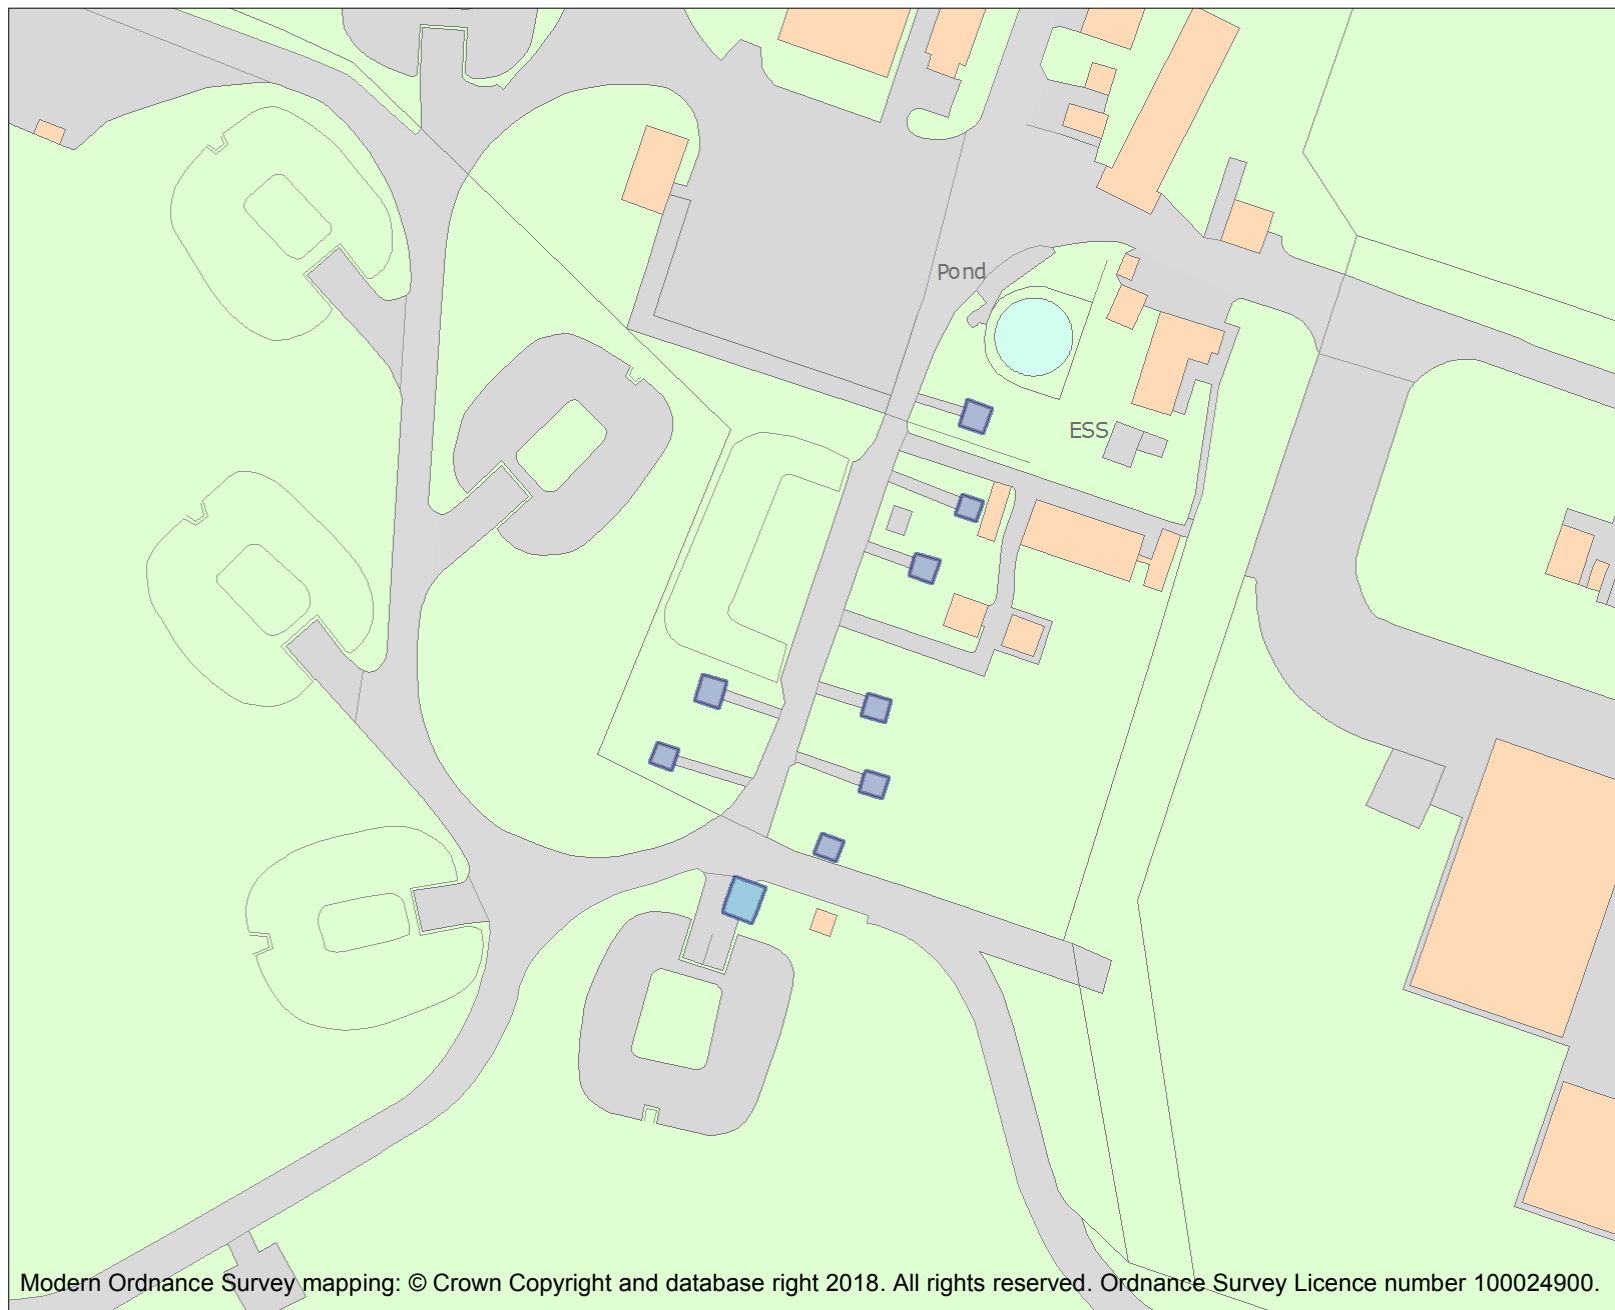 Pond
ESS
Modern Ordnance Survey mapping: © Crown Copyright and database right 2018. All rights reserved. Ordnance Survey Licence number 100024900.